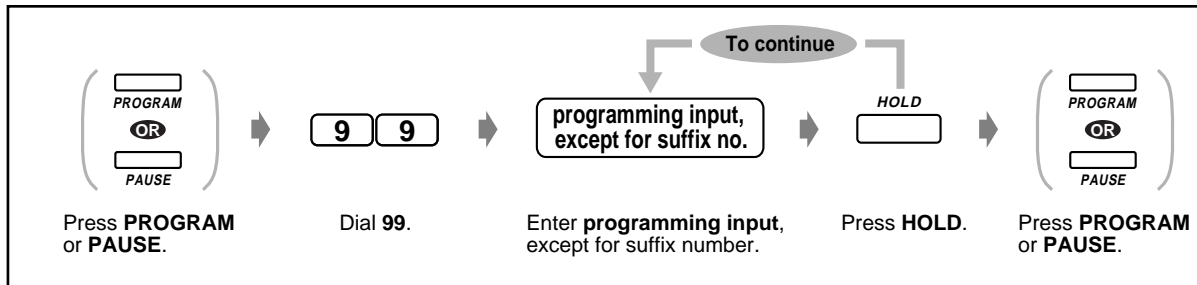 To continue
PROGRAM
OR
PAUSE
9 9
programming input,
except for suffix no.
HOLD
PROGRAM
OR
PAUSE
Press PROGRAM
or PAUSE.
Dial 99.
Enter programming input,
except for suffix number.
Press HOLD.
Press PROGRAM
or PAUSE.